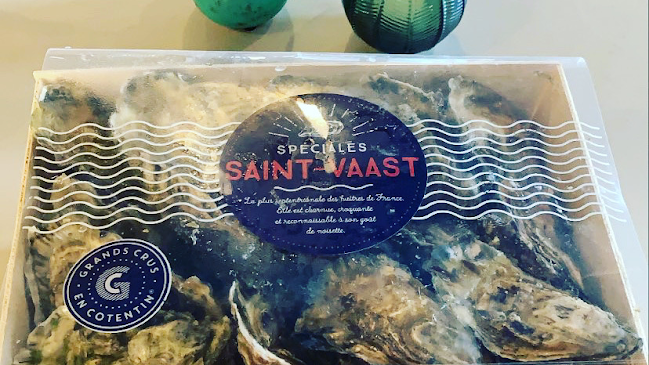 SPÉCIALES
SAINT-VAAST
La plus septentrionale des huîtres de France.
Elle est charnue, croquante
et reconnaissable à son goût
de noisette.
GRANDS CRUS
G
EN COTENTIN